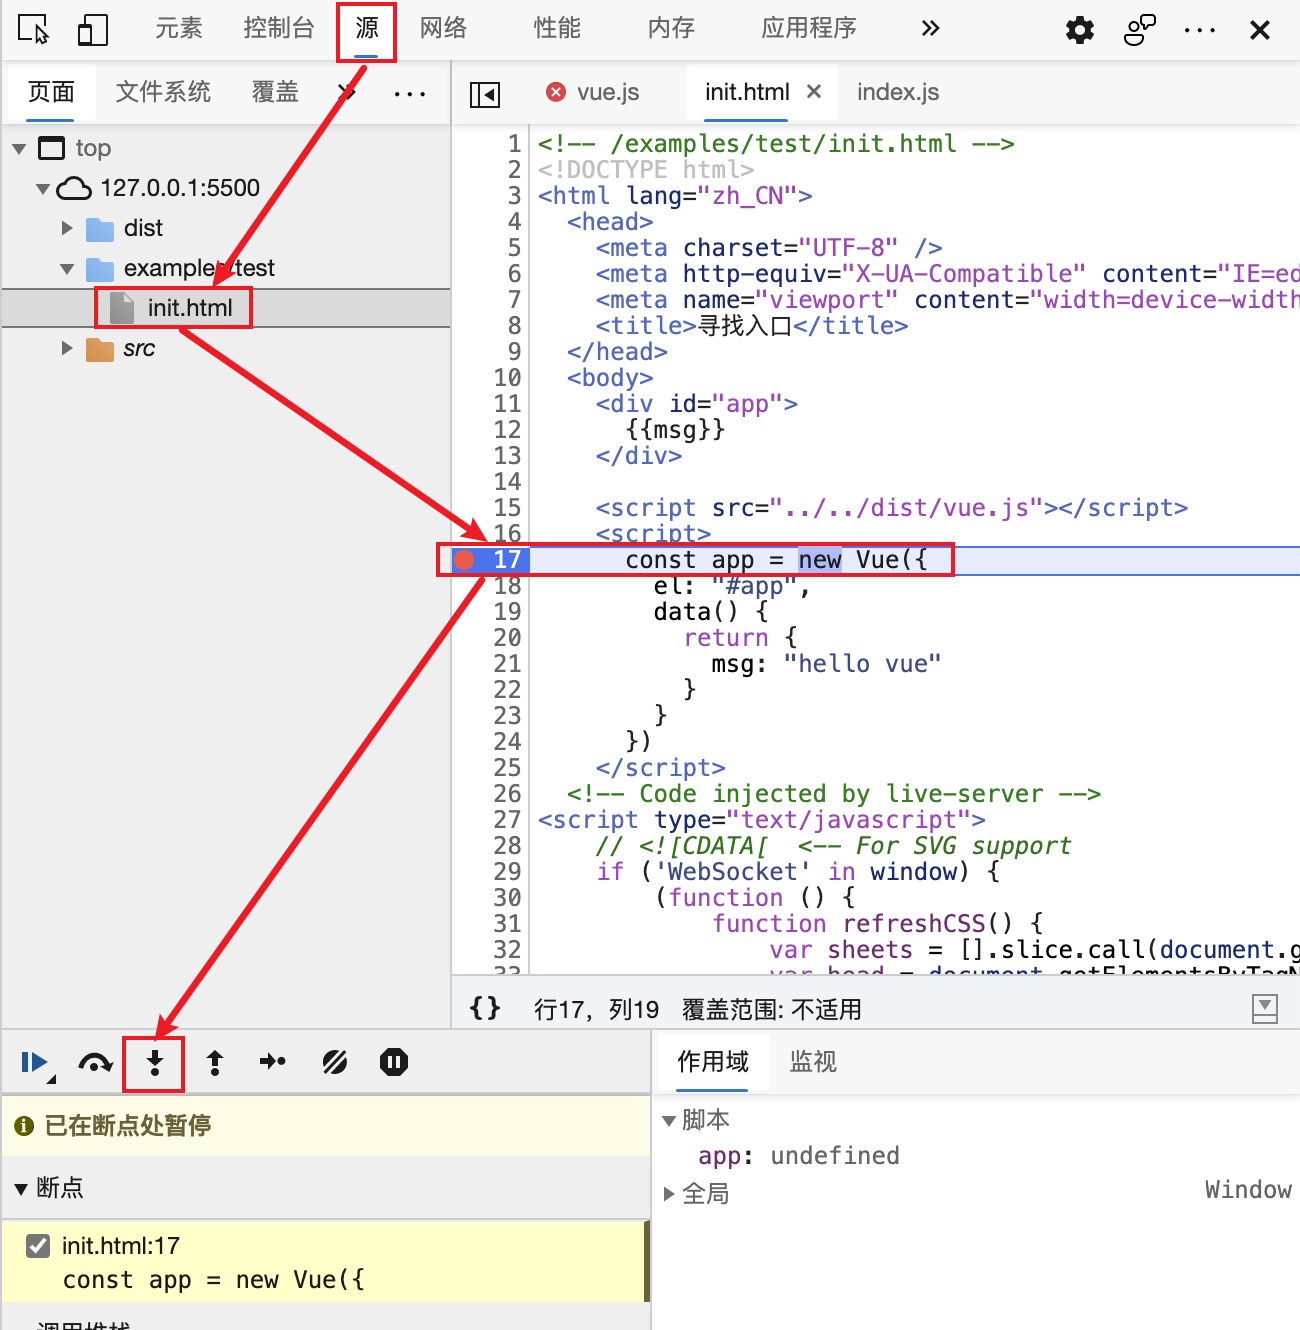 元素 控制台 源 网络 性能 内存 应用程序 »
页面 文件系统 覆盖
vue.js init.html × index.js
top
127.0.0.1:5500
dist
examples/test
init.html
src
1 <!-- /examples/test/init.html -->
2 <!DOCTYPE html>
3 <html lang="zh_CN">
4 <head>
5 <meta charset="UTF-8" />
6 <meta http-equiv="X-UA-Compatible" content="IE=ed
7 <meta name="viewport" content="width=device-width
8 <title>寻找入口</title>
9 </head>
10 <body>
11 <div id="app">
12 {{msg}}
13 </div>
14
15 <script src="../../dist/vue.js"></script>
16 <script>
17 const app = new Vue({
18 el: "#app",
19 data() {
20 return {
21 msg: "hello vue"
22 }
23 }
24 })
25 </script>
26 <!-- Code injected by live-server -->
27 <script type="text/javascript">
28 // <![CDATA[ <-- For SVG support
29 if ('WebSocket' in window) {
30 (function () {
31 function refreshCSS() {
32 var sheets = [].slice.call(document.g
33 var head = document.getElementsByTagN
{} 行17，列19 覆盖范围: 不适用
已在断点处暂停
断点
init.html:17
const app = new Vue({
调用堆栈
作用域 监视
脚本
app: undefined
全局 Window